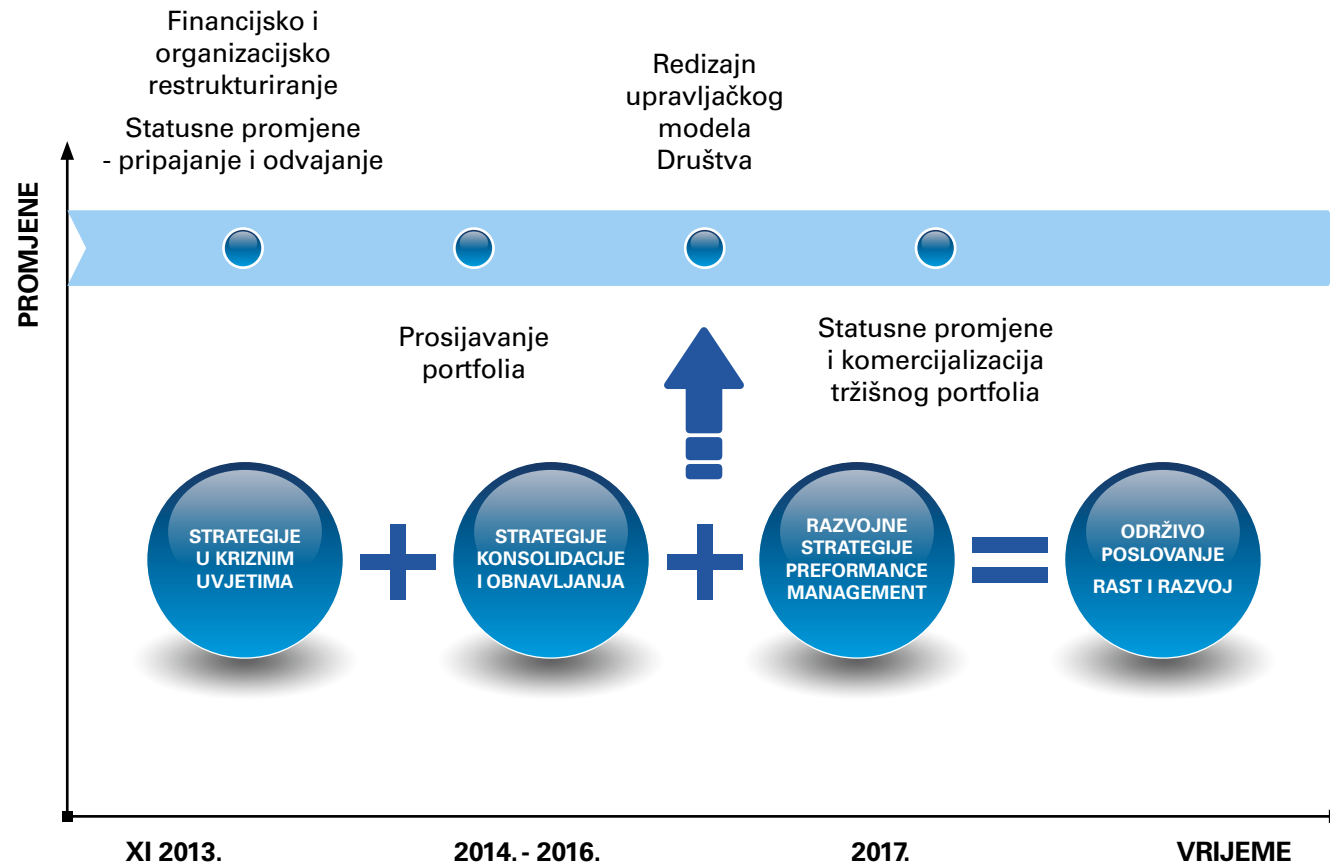 Financijsko i
organizacijsko
restrukturiranje
Statusne promjene
- pripajanje i odvajanje
Redizajn
upravljačkog
modela
Društva
PROMJENE
Prosijavanje
portfolia
Statusne promjene
i komercijalizacija
tržišnog portfolia
STRATEGIJE
U KRIZNIM
UVJETIMA
STRATEGIJE
KONSOLIDACIJE
I OBNAVLJANJA
RAZVOJNE
STRATEGIJE
PREFORMANCE
MANAGEMENT
ODRŽIVO
POSLOVANJE
RAST I RAZVOJ
XI 2013.
2014. - 2016.
2017.
VRIJEME